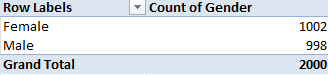 Row Labels Count of Gender
Female 1002
Male 998
Grand Total 2000